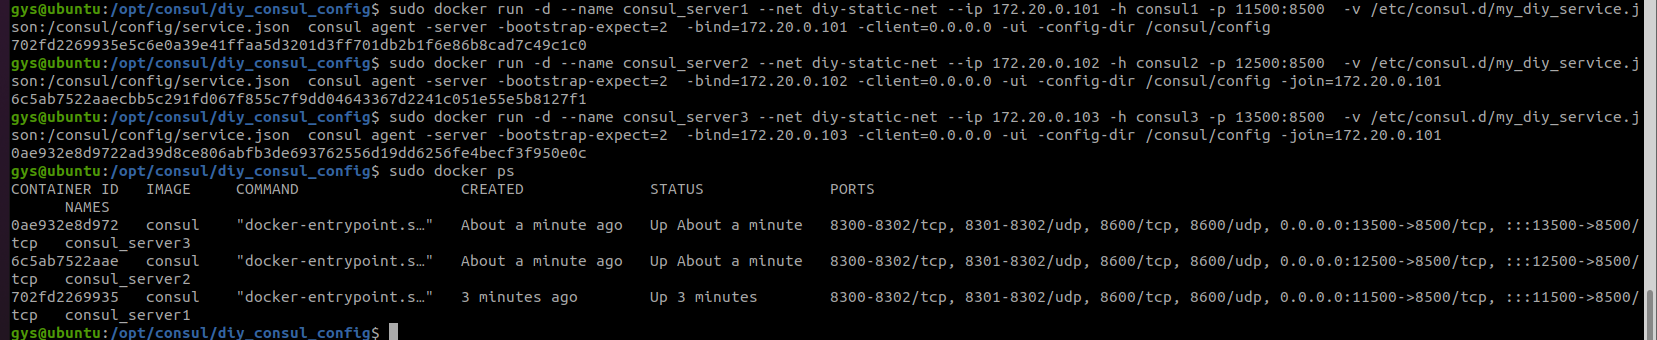 gys@ubuntu:/opt/consul/diy_consul_config$ sudo docker run -d --name consul_server1 --net diy-static-net --ip 172.20.0.101 -h consul1 -p 11500:8500  -v /etc/consul.d/my_diy_service.j
son:/consul/config/service.json  consul agent -server -bootstrap-expect=2  -bind=172.20.0.101 -client=0.0.0.0 -ui -config-dir /consul/config
702fd2269935e5c6e0a39e41ffaa5d3201d3ff701db2b1f6e86b8cad7c49c1c0
gys@ubuntu:/opt/consul/diy_consul_config$ sudo docker run -d --name consul_server2 --net diy-static-net --ip 172.20.0.102 -h consul2 -p 12500:8500  -v /etc/consul.d/my_diy_service.j
son:/consul/config/service.json  consul agent -server -bootstrap-expect=2  -bind=172.20.0.102 -client=0.0.0.0 -ui -config-dir /consul/config -join=172.20.0.101
6c5ab7522aaecbb5c291fd067f855c7f9dd04643367d2241c051e55e5b8127f1
gys@ubuntu:/opt/consul/diy_consul_config$ sudo docker run -d --name consul_server3 --net diy-static-net --ip 172.20.0.103 -h consul3 -p 13500:8500  -v /etc/consul.d/my_diy_service.j
son:/consul/config/service.json  consul agent -server -bootstrap-expect=2  -bind=172.20.0.103 -client=0.0.0.0 -ui -config-dir /consul/config -join=172.20.0.101
0ae932e8d9722ad39d8ce806abfb3de693762556d19dd6256fe4becf3f950e0c
gys@ubuntu:/opt/consul/diy_consul_config$ sudo docker ps
CONTAINER ID   IMAGE     COMMAND                  CREATED              STATUS              PORTS
      NAMES
0ae932e8d972   consul    "docker-entrypoint.s…"   About a minute ago   Up About a minute   8300-8302/tcp, 8301-8302/udp, 8600/tcp, 8600/udp, 0.0.0.0:13500->8500/tcp, :::13500->8500/
tcp   consul_server3
6c5ab7522aae   consul    "docker-entrypoint.s…"   About a minute ago   Up About a minute   8300-8302/tcp, 8301-8302/udp, 8600/tcp, 8600/udp, 0.0.0.0:12500->8500/tcp, :::12500->8500/
tcp   consul_server2
702fd2269935   consul    "docker-entrypoint.s…"   3 minutes ago        Up 3 minutes        8300-8302/tcp, 8301-8302/udp, 8600/tcp, 8600/udp, 0.0.0.0:11500->8500/tcp, :::11500->8500/
tcp   consul_server1
gys@ubuntu:/opt/consul/diy_consul_config$